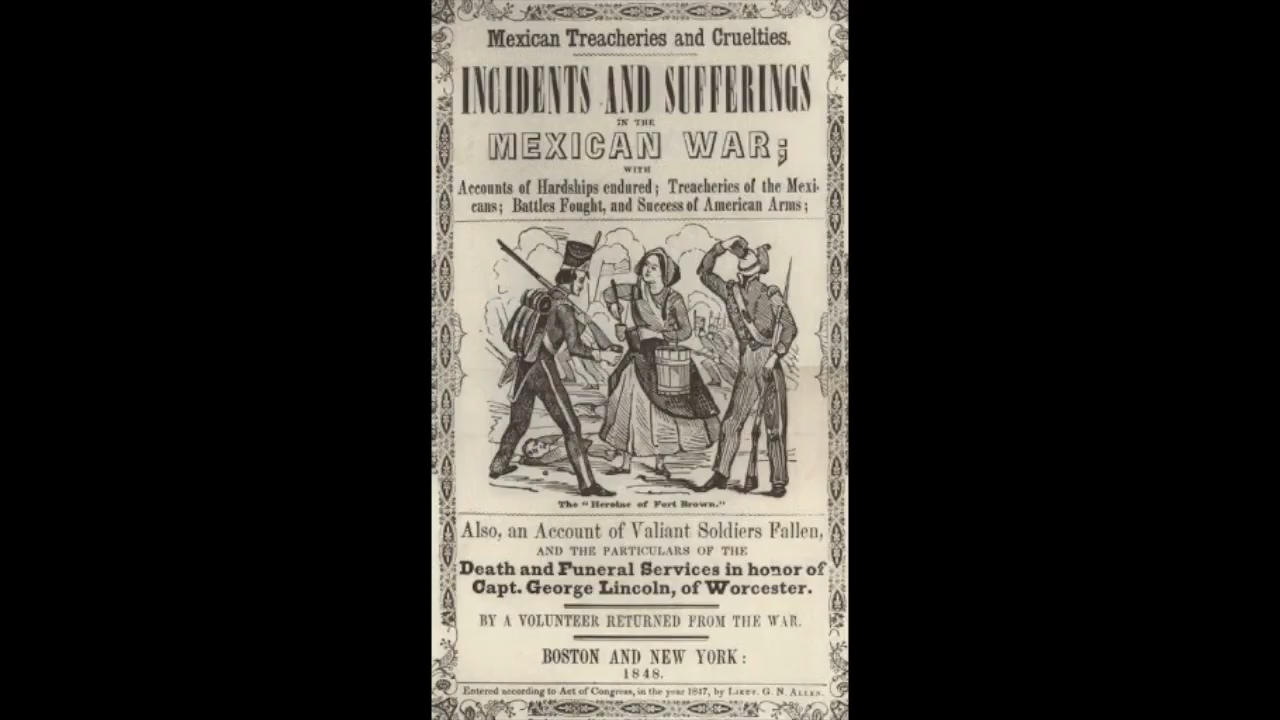 Mexican Treacheries and Cruelties.
INCIDENTS AND SUFFERINGS
IN THE
MEXICAN WAR;
WITH
Accounts of Hardships endured; Treacheries of the Mexi-
cans; Battles Fought, and Success of American Arms;
The "Heroine of Fort Brown."
Also, an Account of Valiant Soldiers Fallen,
AND THE PARTICULARS OF THE
Death and Funeral Services in honor of
Capt. George Lincoln, of Worcester.
BY A VOLUNTEER RETURNED FROM THE WAR.
BOSTON AND NEW YORK:
1848.
Entered according to Act of Congress, in the year 1847, by LIEUT. G. N. ALLEN.